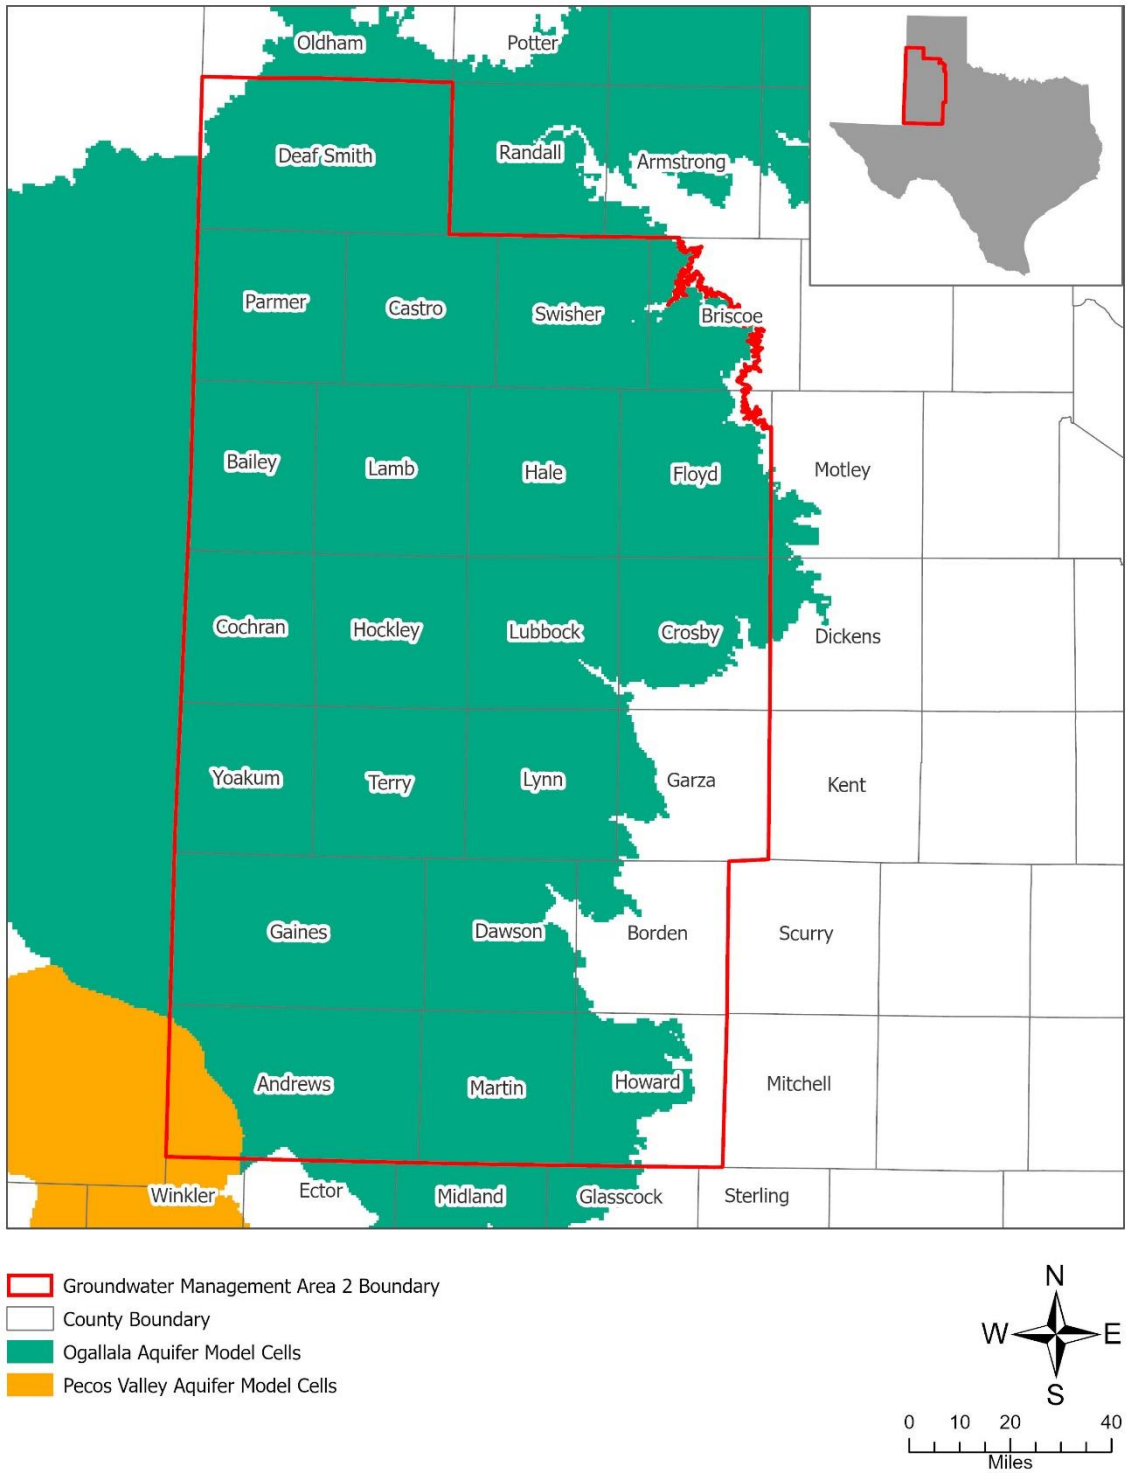 Oldham Potter
Deaf Smith Randall Armstrong
Parmer Castro Swisher Briscoe
Bailey Lamb Hale Floyd Motley
Cochran Hockley Lubbock Crosby Dickens
Yoakum Terry Lynn Garza Kent
Gaines Dawson Borden Scurry
Andrews Martin Howard Mitchell
Winkler Ector Midland Glasscock Sterling
Groundwater Management Area 2 Boundary
County Boundary
Ogallala Aquifer Model Cells
Pecos Valley Aquifer Model Cells
N
W E
S
0 10 20 40
Miles